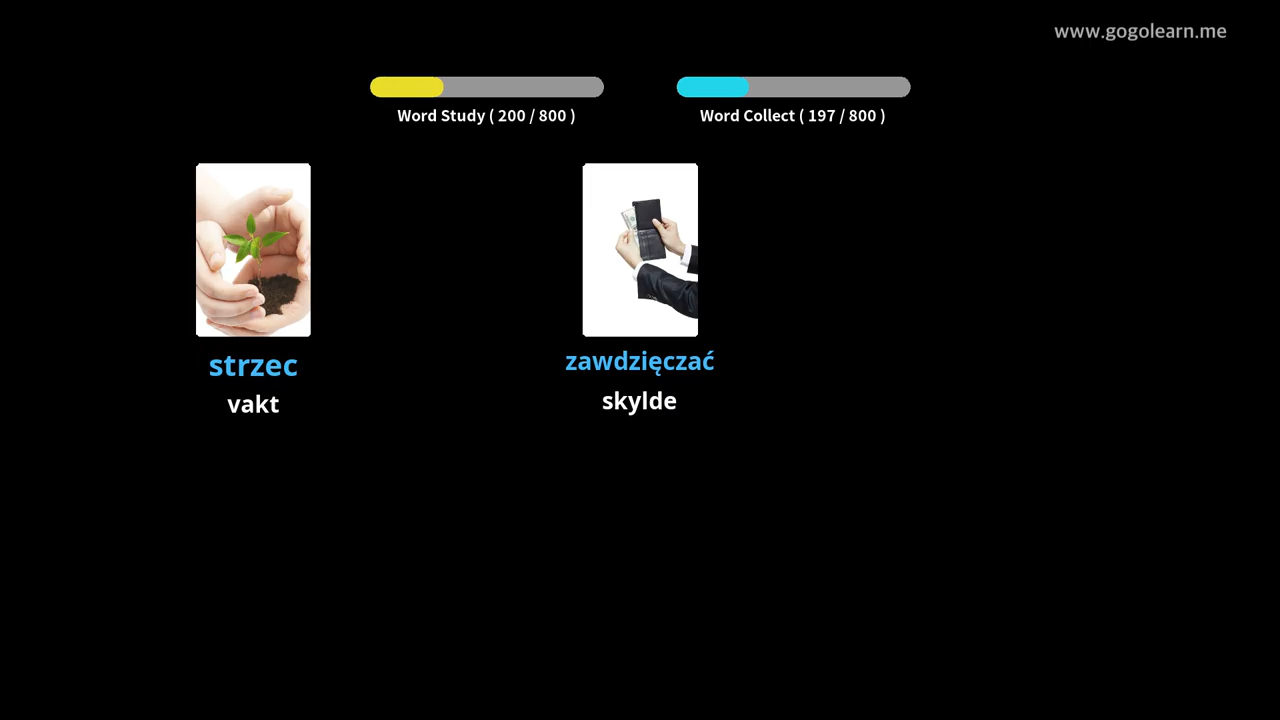 www.gogolearn.me
Word Study ( 200 / 800 )
Word Collect ( 197 / 800 )
strzec
vakt
zawdzięczać
skylde